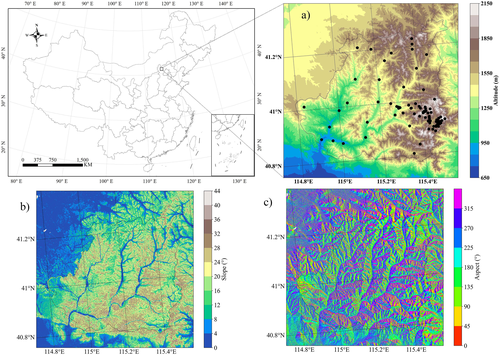 70°E 80°E 90°E 100°E 110°E 120°E 130°E 140°E
40°N
40°N
30°N
30°N
20°N
20°N
0 375 750 1,500
KM
80°E 90°E 100°E 110°E 120°E 130°E
a)
41.2°N
41°N
40.8°N
114.8°E 115°E 115.2°E 115.4°E
2150
1850
1550
1250
950
650
Altitude (m)
b)
41.2°N
41°N
40.8°N
114.8°E 115°E 115.2°E 115.4°E
44
40
36
32
28
24
20
16
12
8
4
0
Slope (°)
c)
41.2°N
41°N
40.8°N
114.8°E 115°E 115.2°E 115.4°E
315
270
225
180
135
90
45
0
Aspect (°)